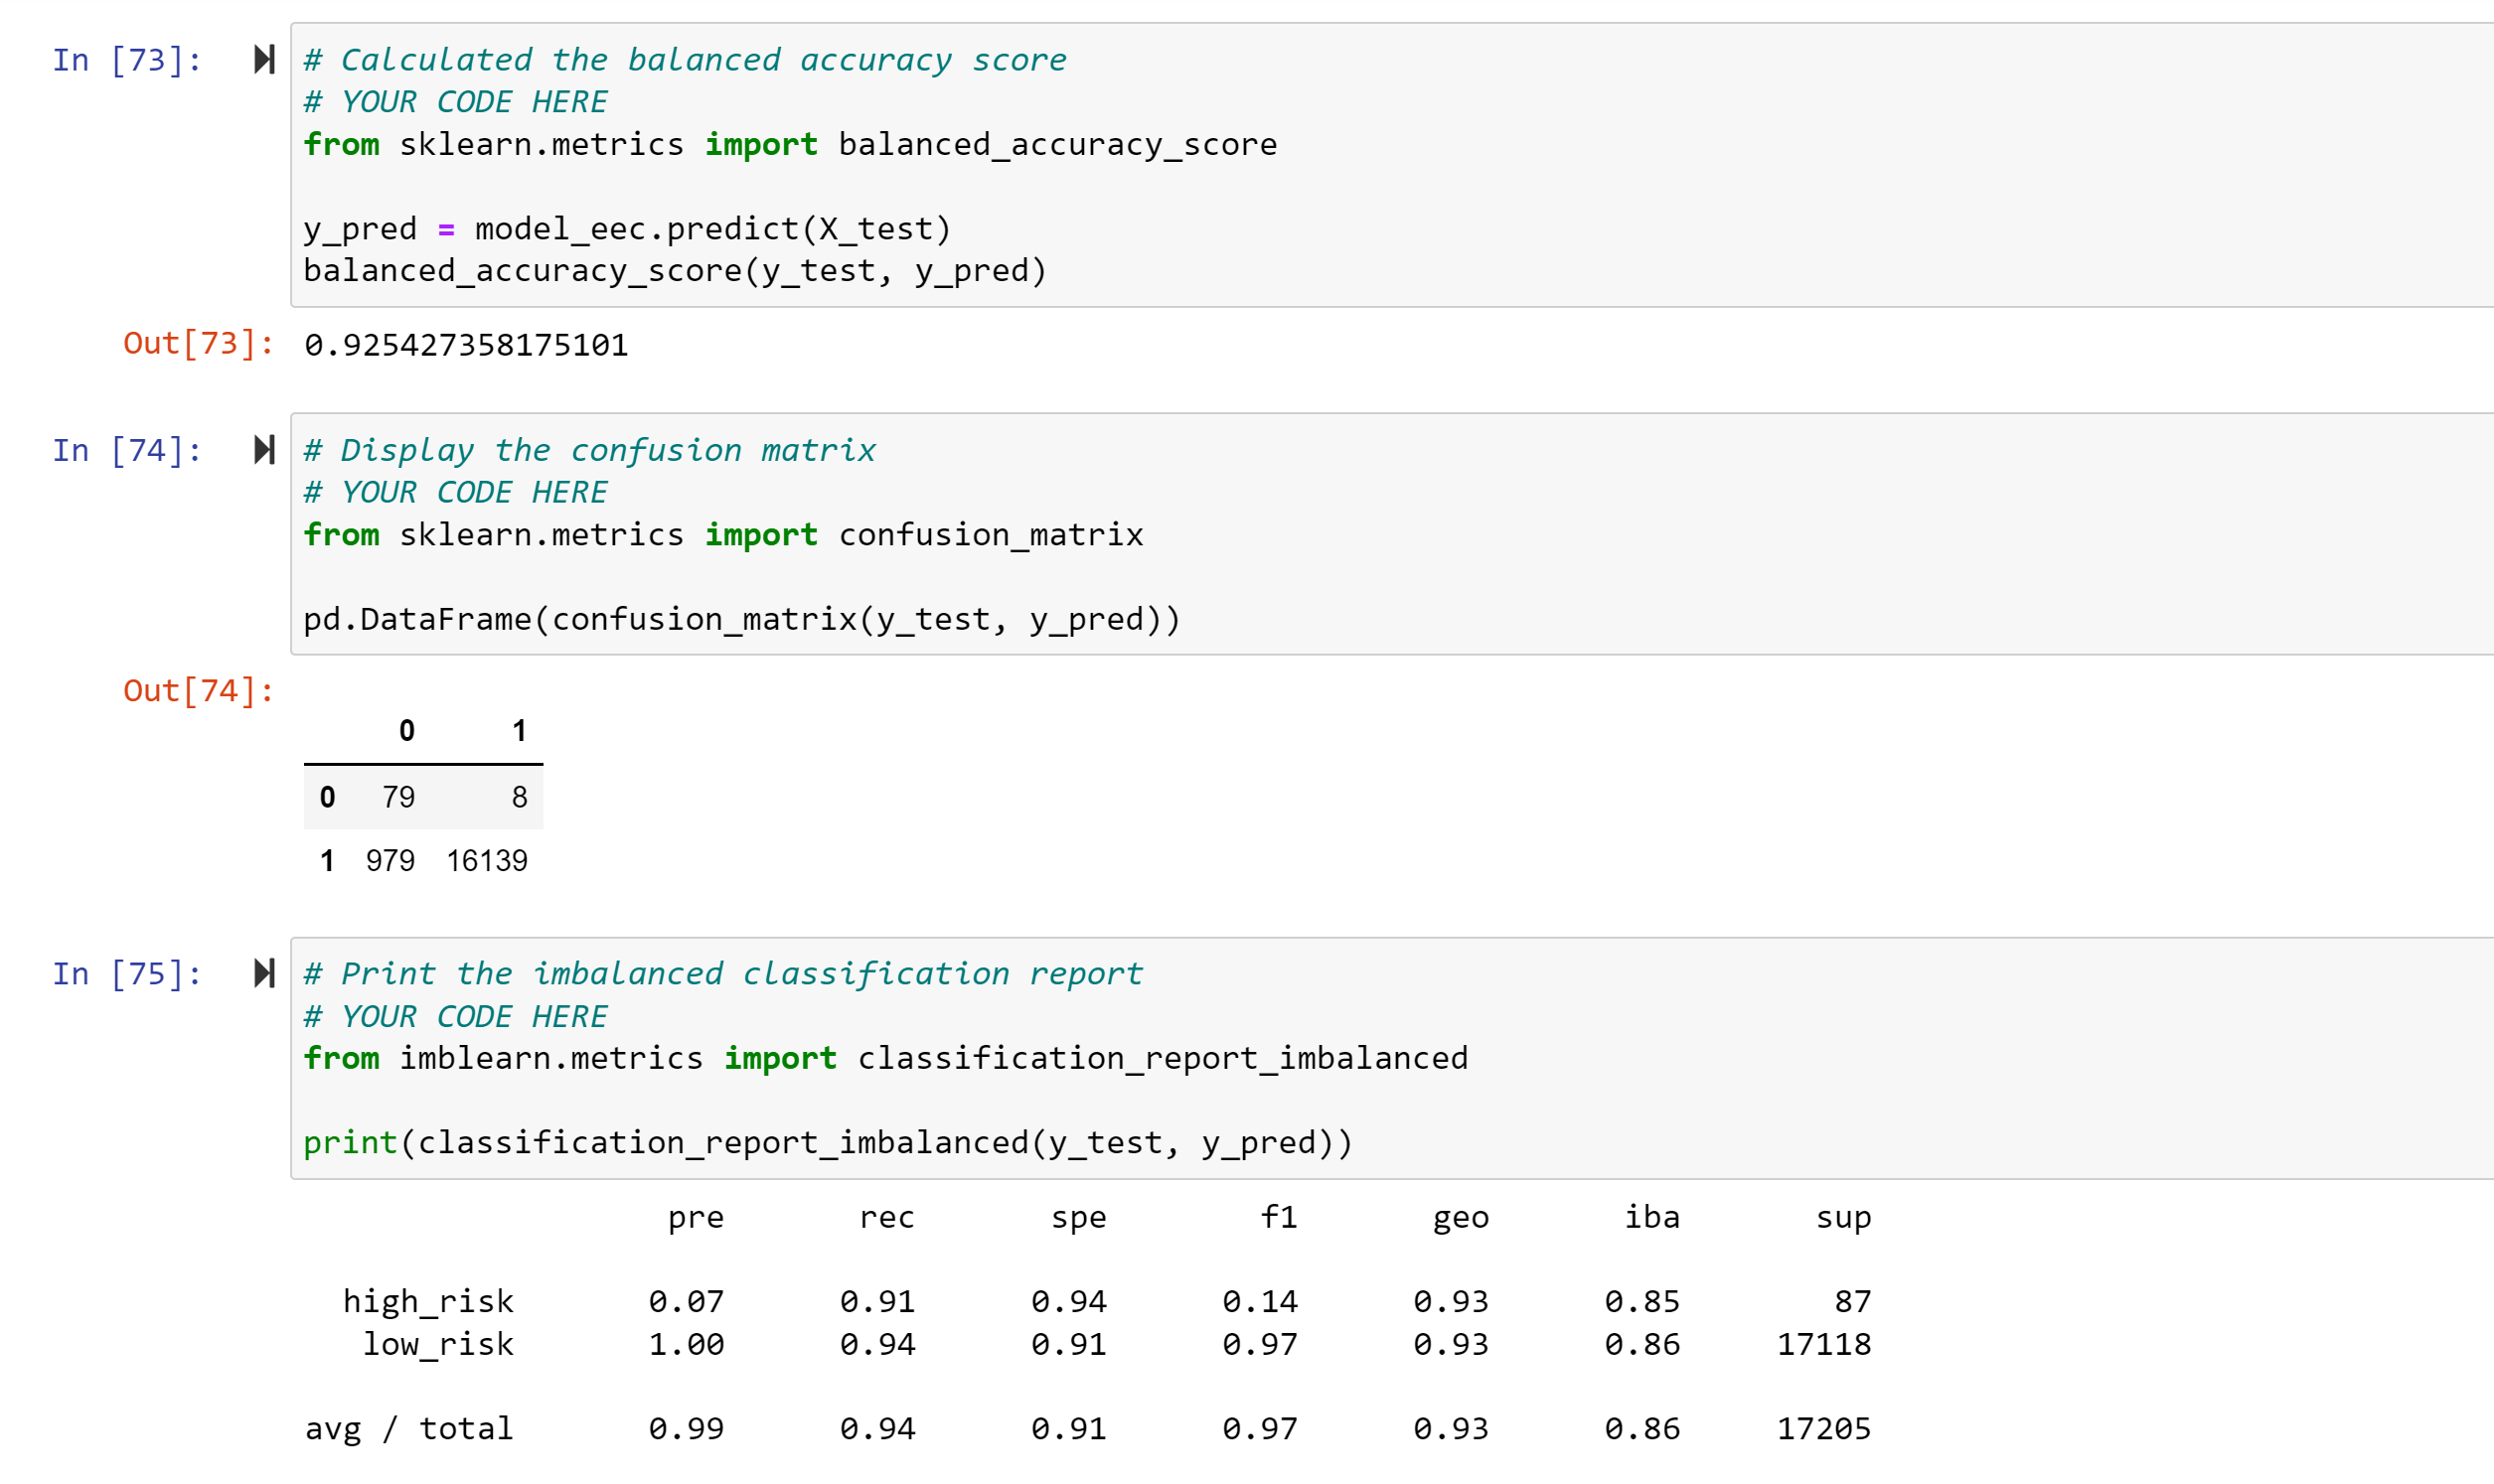 In [73]:
# Calculated the balanced accuracy score
# YOUR CODE HERE
from sklearn.metrics import balanced_accuracy_score
y_pred = model_eec.predict(X_test)
balanced_accuracy_score(y_test, y_pred)
Out[73]: 0.925427358175101
In [74]:
# Display the confusion matrix
# YOUR CODE HERE
from sklearn.metrics import confusion_matrix
pd.DataFrame(confusion_matrix(y_test, y_pred))
Out[74]:
0 1
0 79 8
1 979 16139
In [75]:
# Print the imbalanced classification report
# YOUR CODE HERE
from imblearn.metrics import classification_report_imbalanced
print(classification_report_imbalanced(y_test, y_pred))
pre rec spe f1 geo iba sup
high_risk 0.07 0.91 0.94 0.14 0.93 0.85 87
low_risk 1.00 0.94 0.91 0.97 0.93 0.86 17118
avg / total 0.99 0.94 0.91 0.97 0.93 0.86 17205